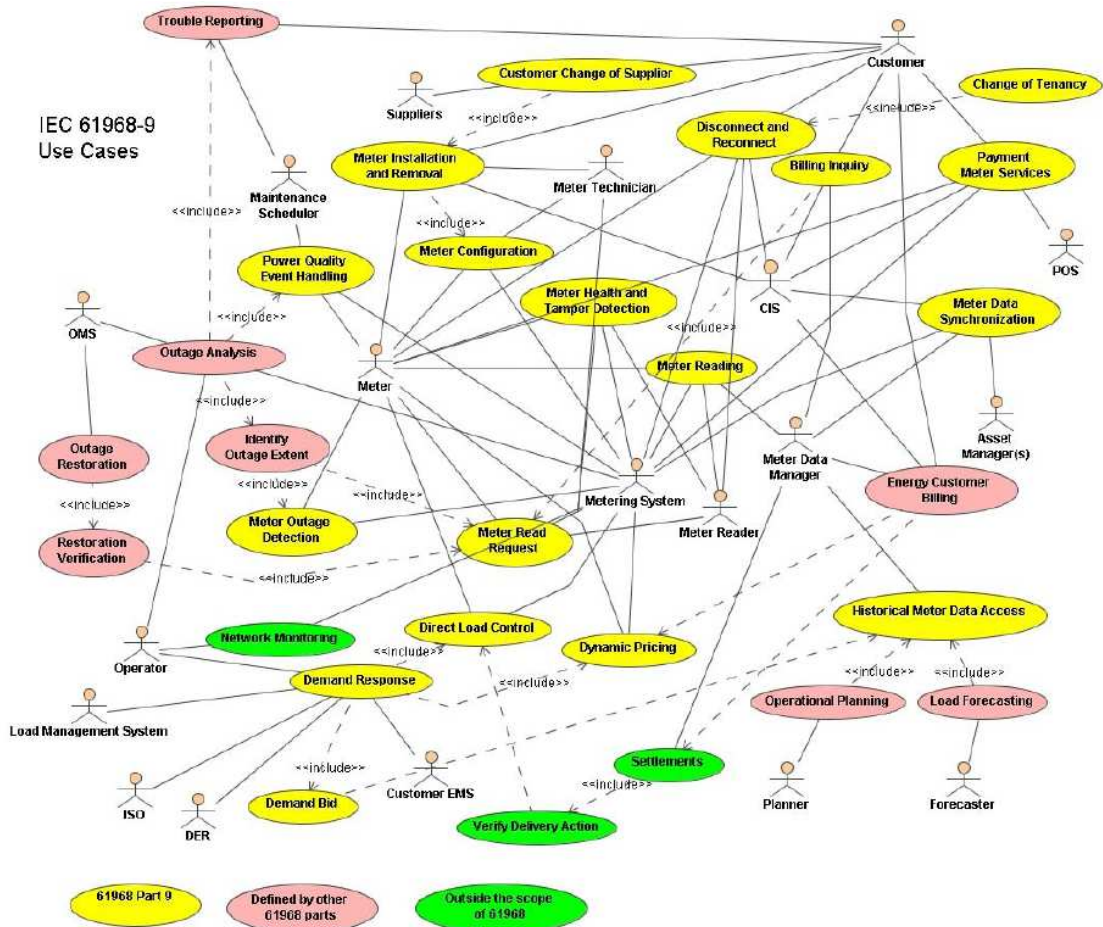 Trouble Reporting
Customer
Customer Change of Supplier
Suppliers
Change of Tenancy
IEC 61968-9
Use Cases
<<include>>
<<include>>
Disconnect and
Reconnect
Meter Installation
and Removal
Billing Inquiry
Payment
Meter Services
Meter Technician
Maintenance
Scheduler
<<include>>
<<include>>
Meter Configuration
Power Quality
Event Handling
POS
CIS
Meter Health and
Tamper Detection
Meter Data
Synchronization
OMS
<<include>>
<<include>>
Outage Analysis
Meter
Meter Reading
<<include>>
Asset
Manager(s)
Outage
Restoration
Identify
Outage Extent
Meter Data
Manager
Energy Customer
Billing
<<include>>
Metering System
<<include>>
Meter Outage
Detection
Meter Read
Request
Meter Reader
Restoration
Verification
<<include>>
Historical Meter Data Access
Network Monitoring
Direct Load Control
Dynamic Pricing
Operator
<<include>>
<<include>>
<<include>>
<<include>>
Demand Response
Operational Planning
Load Forecasting
Load Management System
Settlements
<<include>>
<<include>>
Customer EMS
Planner
Forecaster
ISO
DER
Demand Bid
Verify Delivery Action
61968 Part 9
Defined by other
61968 parts
Outside the scope
of 61968